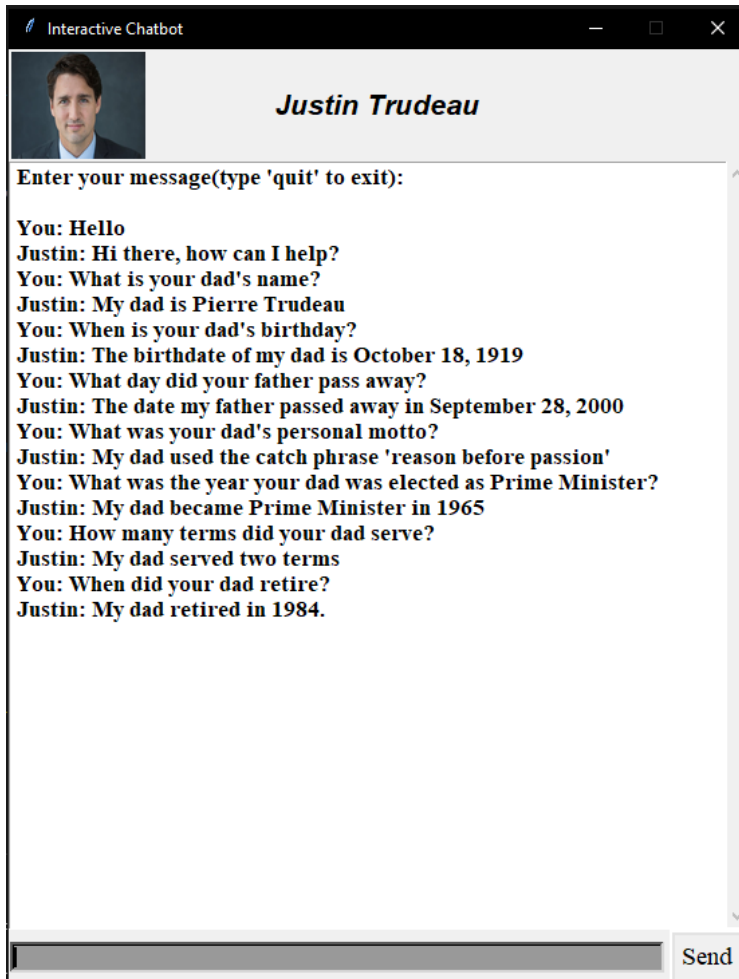 Interactive Chatbot
Justin Trudeau
Enter your message(type 'quit' to exit):
You: Hello
Justin: Hi there, how can I help?
You: What is your dad's name?
Justin: My dad is Pierre Trudeau
You: When is your dad's birthday?
Justin: The birthdate of my dad is October 18, 1919
You: What day did your father pass away?
Justin: The date my father passed away in September 28, 2000
You: What was your dad's personal motto?
Justin: My dad used the catch phrase 'reason before passion'
You: What was the year your dad was elected as Prime Minister?
Justin: My dad became Prime Minister in 1965
You: How many terms did your dad serve?
Justin: My dad served two terms
You: When did your dad retire?
Justin: My dad retired in 1984.
Send